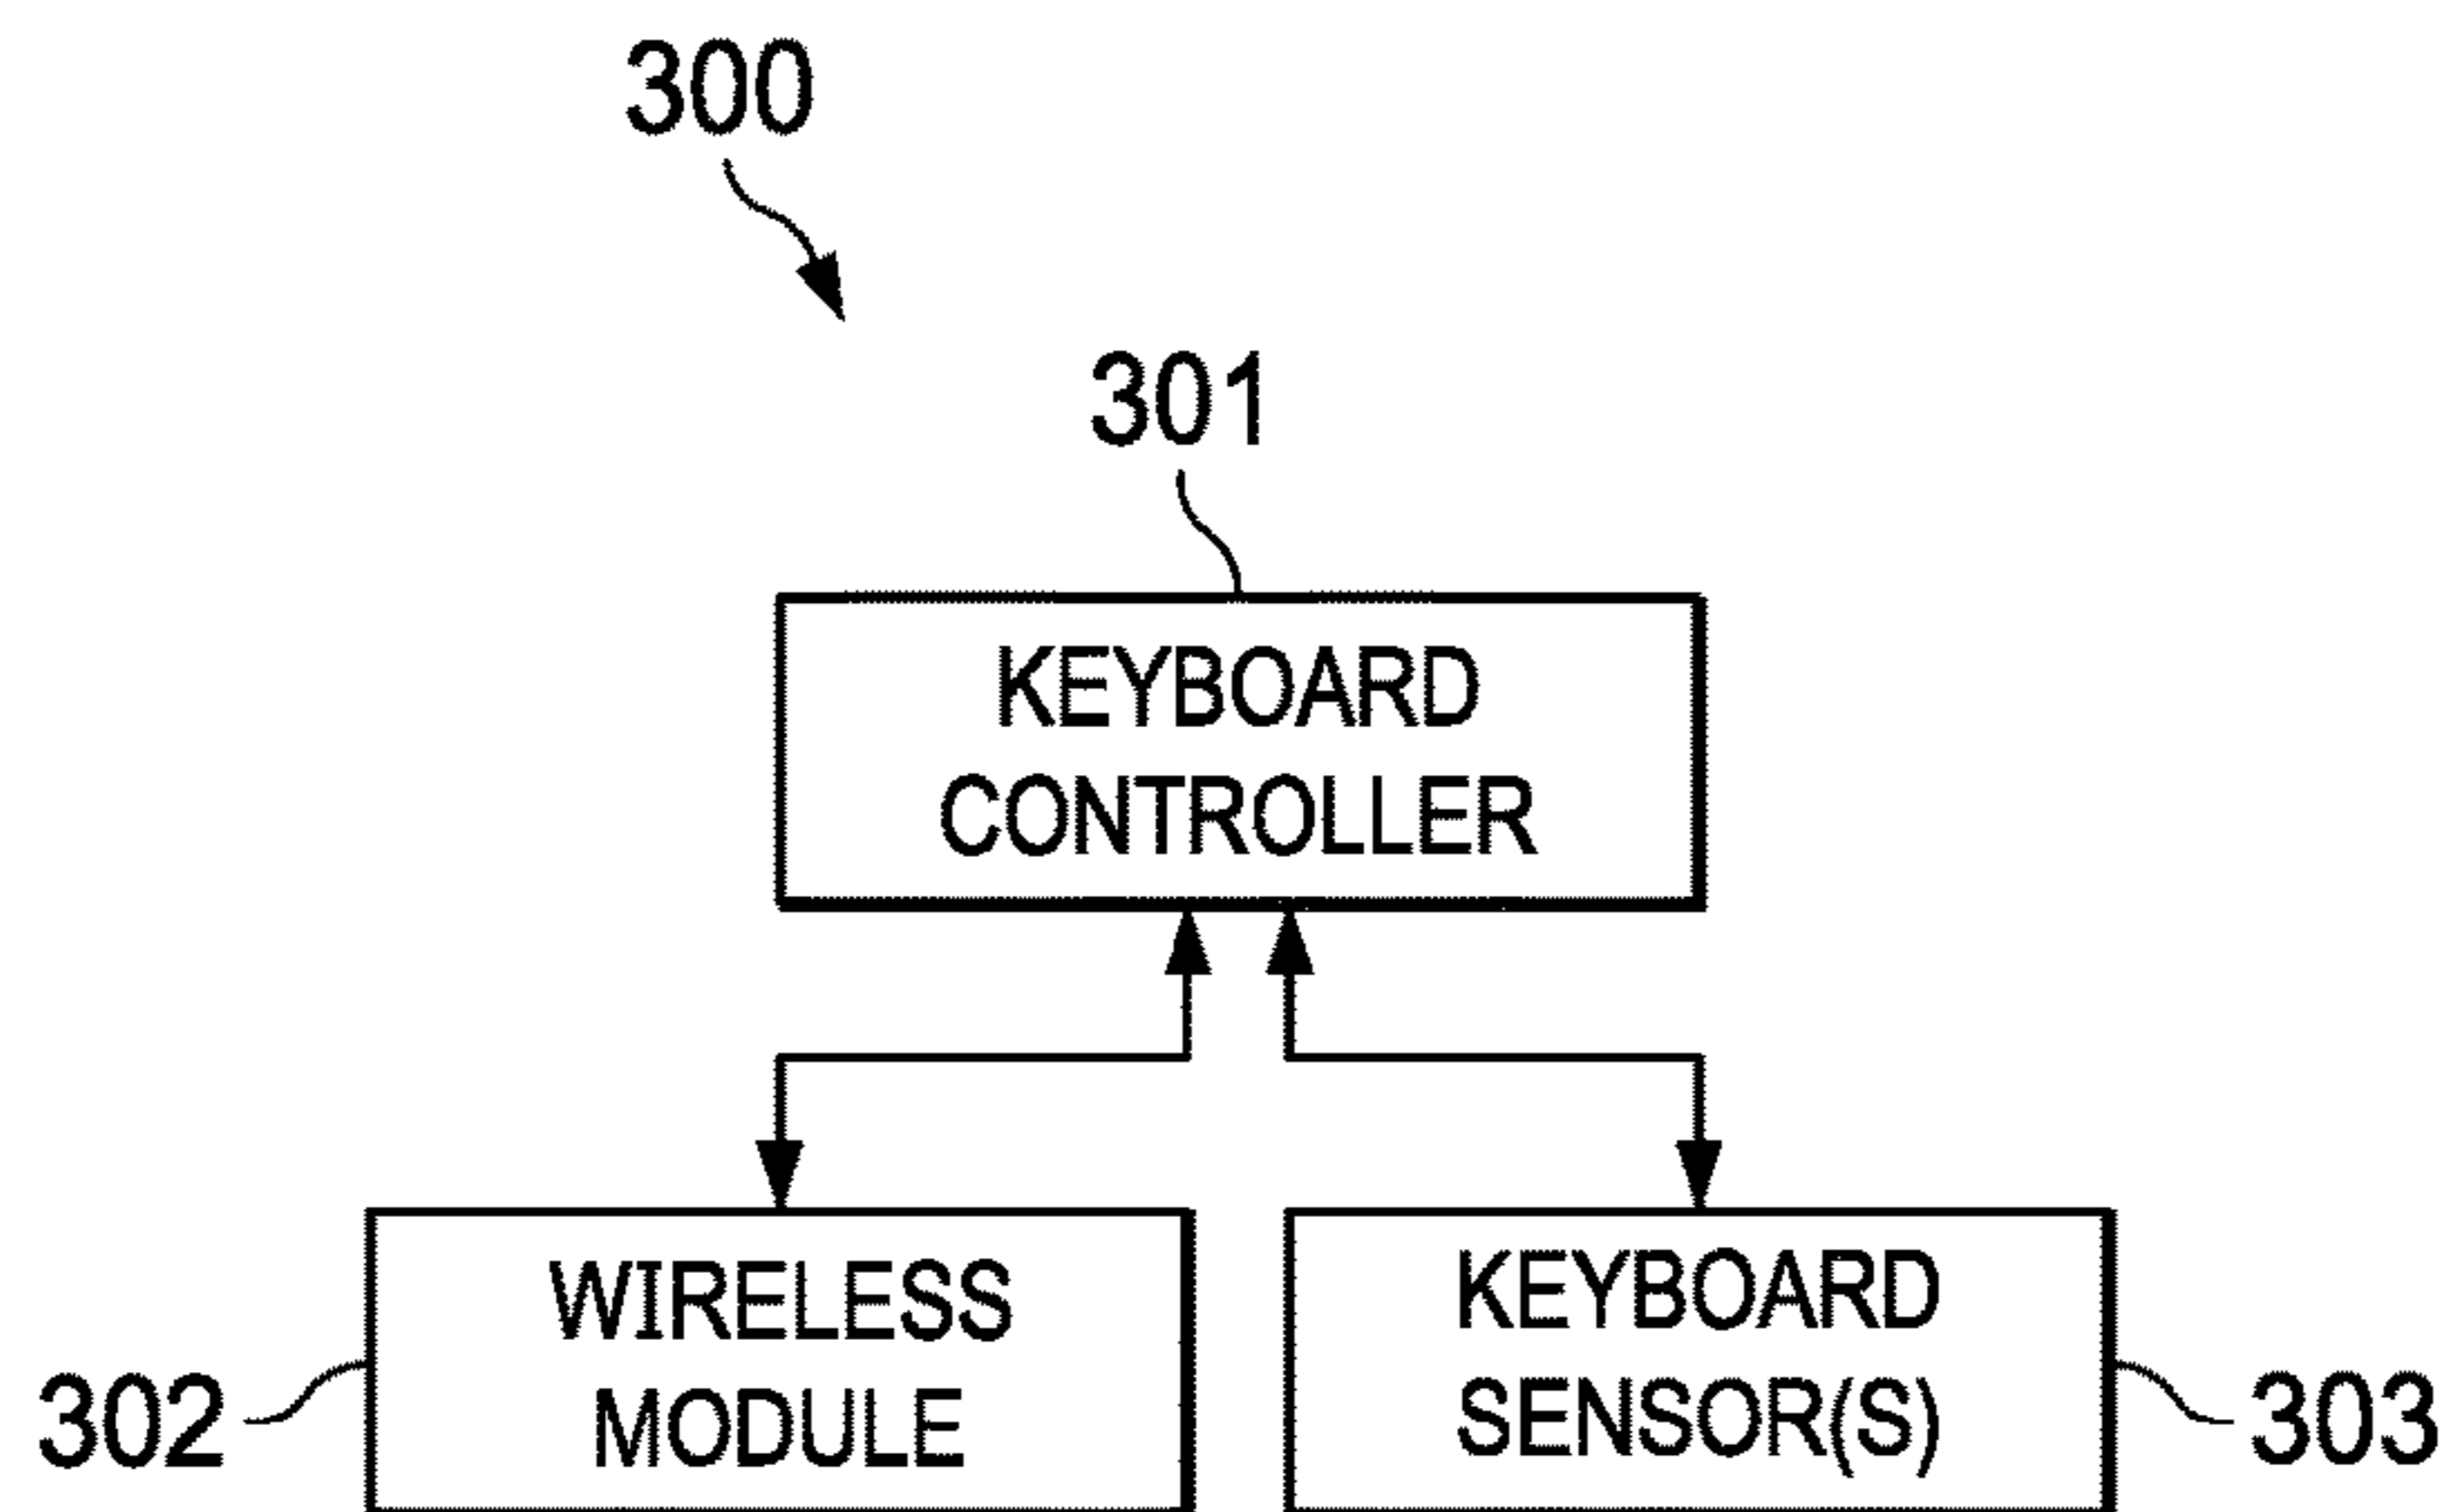 300
301
KEYBOARD
CONTROLLER
WIRELESS
MODULE
302
KEYBOARD
SENSOR(S)
303